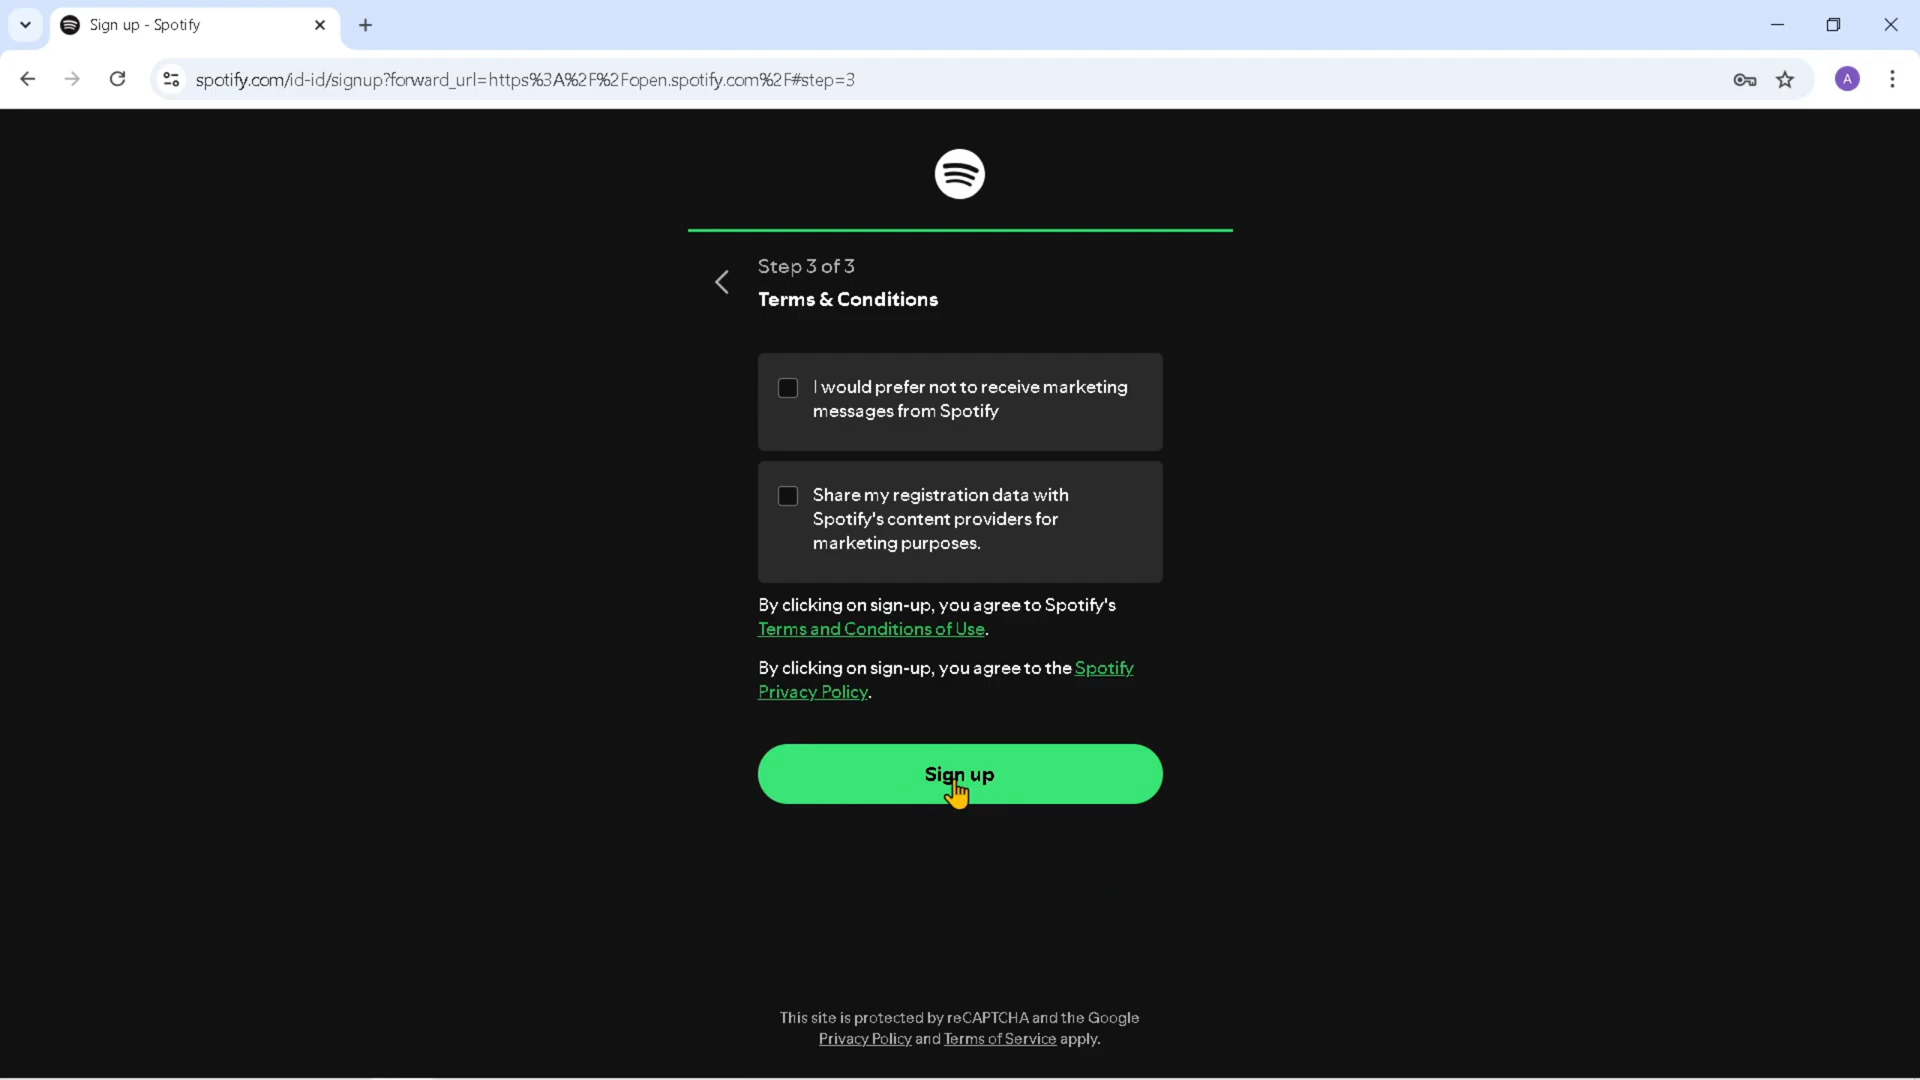 Sign up - Spotify
spotify.com/id-id/signup?forward_url=https%3A%2F%2Fopen.spotify.com%2F#step=3
A
Step 3 of 3
Terms & Conditions
I would prefer not to receive marketing
messages from Spotify
Share my registration data with
Spotify's content providers for
marketing purposes.
By clicking on sign-up, you agree to Spotify's
Terms and Conditions of Use.
By clicking on sign-up, you agree to the Spotify
Privacy Policy.
Sign up
This site is protected by reCAPTCHA and the Google
Privacy Policy and Terms of Service apply.